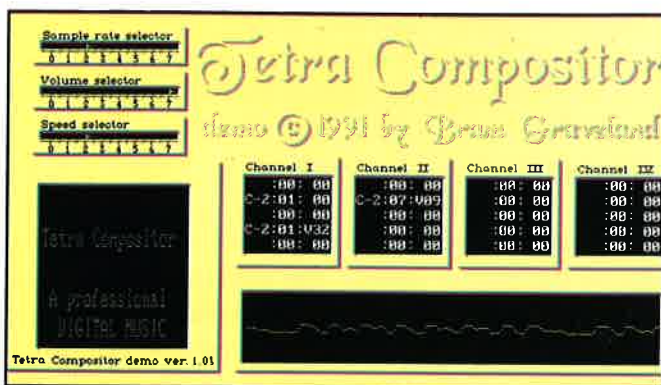 Sample rate selector
0 1 2 3 4 5 6 7
Volume selector
0 1 2 3 4 5 6 7
Speed selector
0 1 2 3 4 5 6 7
Tetra Compositor
demo © 1991 by Bram Graveland
Channel I
:00: 00
C-2:01: 00
:00: 00
C-2:01:V32
:00: 00
Channel II
:00: 00
C-2:07:V09
:00: 00
:00: 00
:00: 00
Channel III
:00: 00
:00: 00
:00: 00
:00: 00
:00: 00
Channel IV
:00: 00
:00: 00
:00: 00
:00: 00
:00: 00
Tetra Compositor
A professional
DIGITAL MUSIC
Tetra Compositor demo ver. 1.01